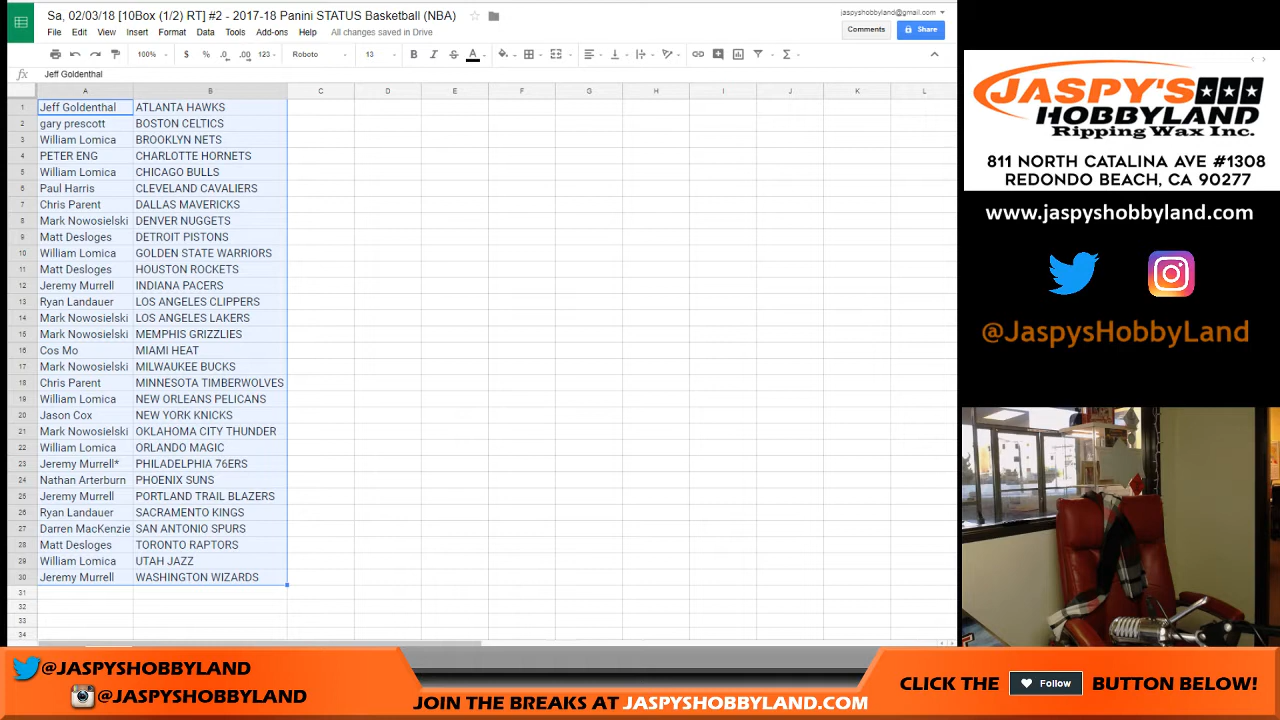 Sa, 02/03/18 [10Box (1/2) RT] #2 - 2017-18 Panini STATUS Basketball (NBA)
jaspyshobbyland@gmail.com
File Edit View Insert Format Data Tools Add-ons Help All changes saved in Drive
Comments
Share
100% $ % .0 .00 123 Roboto 13 B I S A
fx Jeff Goldenthal
A B C D E F G H I J K L
1 Jeff Goldenthal ATLANTA HAWKS
2 gary prescott BOSTON CELTICS
3 William Lomica BROOKLYN NETS
4 PETER ENG CHARLOTTE HORNETS
5 William Lomica CHICAGO BULLS
6 Paul Harris CLEVELAND CAVALIERS
7 Chris Parent DALLAS MAVERICKS
8 Mark Nowosielski DENVER NUGGETS
9 Matt Desloges DETROIT PISTONS
10 William Lomica GOLDEN STATE WARRIORS
11 Matt Desloges HOUSTON ROCKETS
12 Jeremy Murrell INDIANA PACERS
13 Ryan Landauer LOS ANGELES CLIPPERS
14 Mark Nowosielski LOS ANGELES LAKERS
15 Mark Nowosielski MEMPHIS GRIZZLIES
16 Cos Mo MIAMI HEAT
17 Mark Nowosielski MILWAUKEE BUCKS
18 Chris Parent MINNESOTA TIMBERWOLVES
19 William Lomica NEW ORLEANS PELICANS
20 Jason Cox NEW YORK KNICKS
21 Mark Nowosielski OKLAHOMA CITY THUNDER
22 William Lomica ORLANDO MAGIC
23 Jeremy Murrell* PHILADELPHIA 76ERS
24 Nathan Arterburn PHOENIX SUNS
25 Jeremy Murrell PORTLAND TRAIL BLAZERS
26 Ryan Landauer SACRAMENTO KINGS
27 Darren MacKenzie SAN ANTONIO SPURS
28 Matt Desloges TORONTO RAPTORS
29 William Lomica UTAH JAZZ
30 Jeremy Murrell WASHINGTON WIZARDS
31
32
33
34
JASPY'S
HOBBYLAND
Ripping Wax Inc.
811 NORTH CATALINA AVE #1308
REDONDO BEACH, CA 90277
www.jaspyshobbyland.com
@JaspysHobbyLand
@JASPYSHOBBYLAND
@JASPYSHOBBYLAND
JOIN THE BREAKS AT JASPYSHOBBYLAND.COM
CLICK THE Follow BUTTON BELOW!